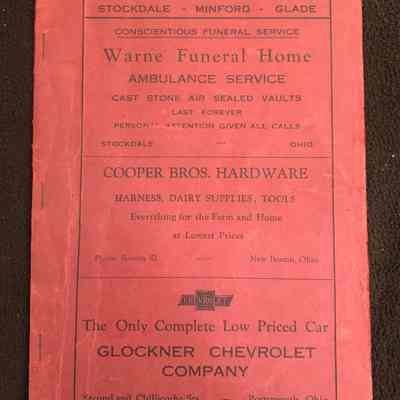 STOCKDALE - MINFORD - GLADE
CONSCIENTIOUS FUNERAL SERVICE
Warne Funeral Home
AMBULANCE SERVICE
CAST STONE AIR SEALED VAULTS
LAST FOREVER
PERSONAL ATTENTION GIVEN ALL CALLS
STOCKDALE — OHIO
COOPER BROS. HARDWARE
HARNESS, DAIRY SUPPLIES, TOOLS
Everything for the Farm and Home
at Lowest Prices
Phone New Boston, Ohio
CHEVROLET
The Only Complete Low Priced Car
GLOCKNER CHEVROLET
COMPANY
Second and Chillicothe Sts. Portsmouth, Ohio